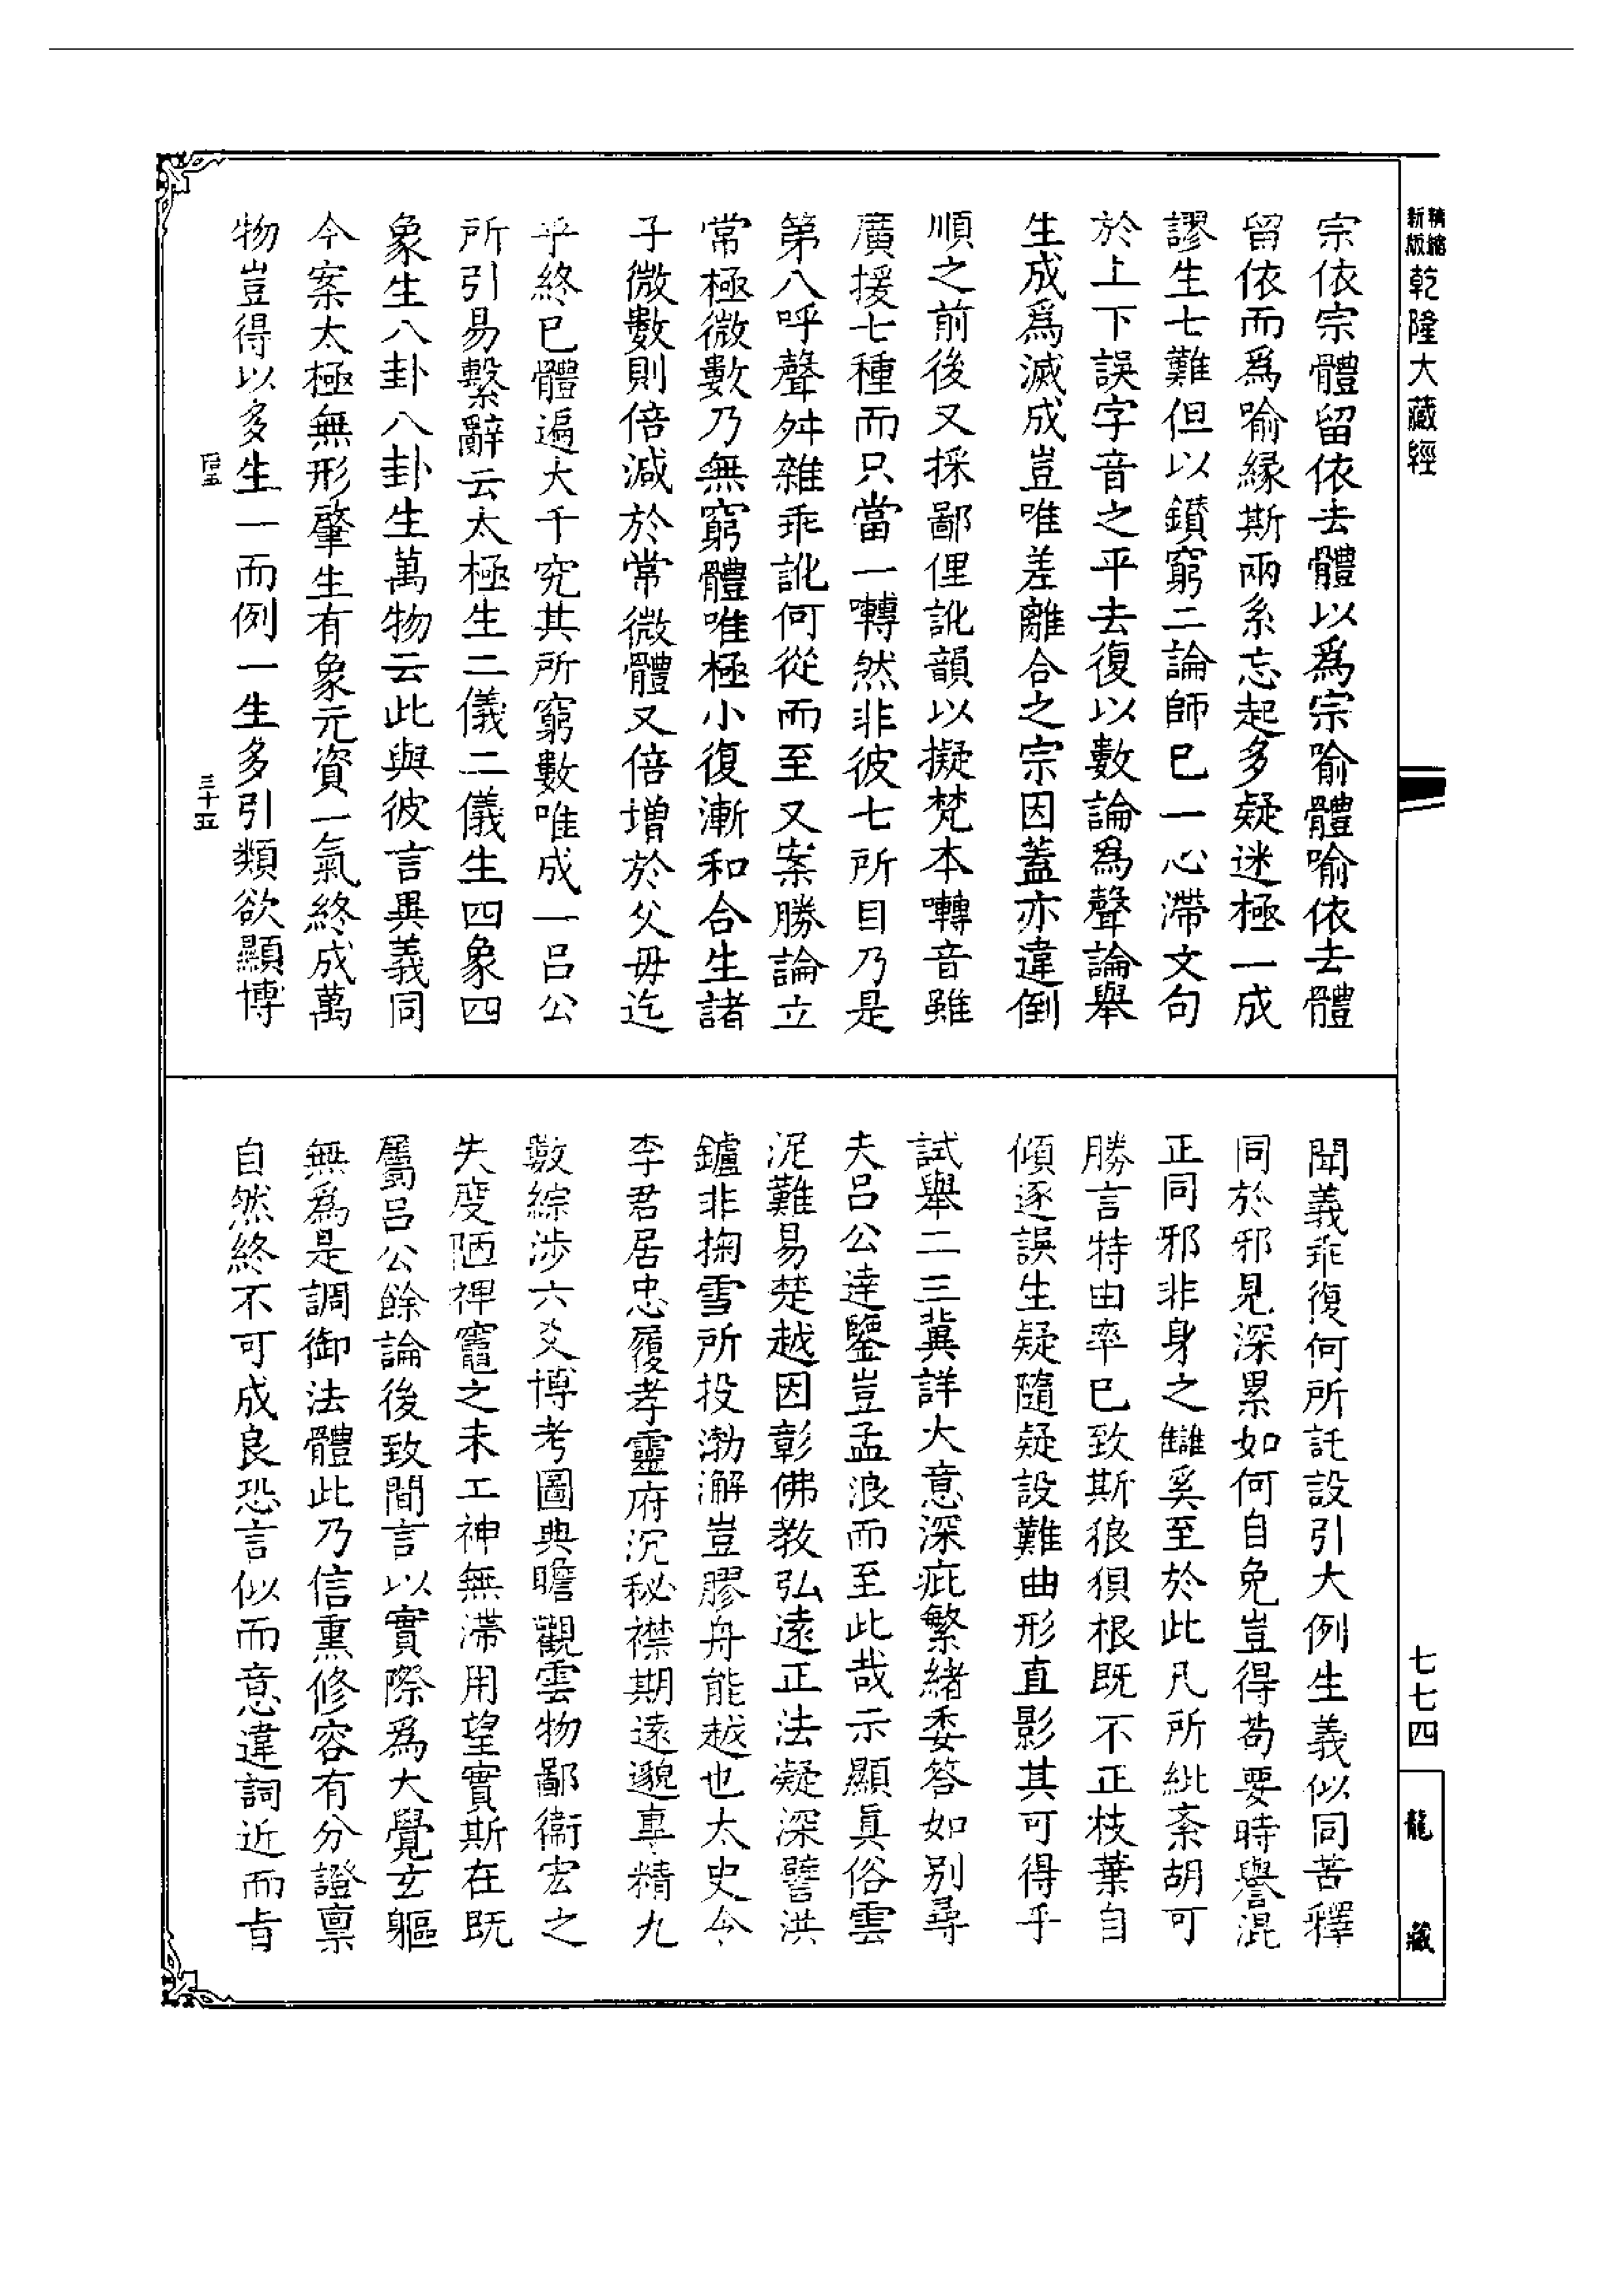 精縮新版乾隆大藏經
宗依宗體留依去體以爲宗喻體喻依去體
留依而爲喻緣斯兩系忘起多疑迷極一成
謬生七難但以鑽窮二論師已一心滯文句
於上下誤字音之平去復以數論爲聲論舉
生成爲滅成豈唯差離合之宗因蓋亦違倒
順之前後又採鄙俚訛韻以擬梵本囀音雖
廣援七種而只當一囀然非彼七所目乃是
第八呼聲舛雜乖訛何從而至又案勝論立
常極微數乃無窮體唯極小復漸和合生諸
子微數則倍減於常微體又倍增於父母迄
乎終已體遍大千究其所窮數唯成一呂公
所引易繫辭云太極生二儀二儀生四象四
象生八卦八卦生萬物云此與彼言異義同
今案太極無形肇生有象元資一氣終成萬
物豈得以多生一而例一生多引類欲顯博
三十五
聞義乖復何所託設引大例生義似同苦釋
同於邪見深累如何自免豈得苟要時譽混
正同邪非身之讎奚至於此凡所紕紊胡可
勝言特由率已致斯狼狽根既不正枝葉自
傾逐誤生疑隨疑設難曲形直影其可得乎
試舉二三冀詳大意深疵繁緒委答如別尋
夫呂公達鑒豈孟浪而至此哉示顯眞俗雲
泥難易楚越因彰佛教弘遠正法凝深譬洪
鑪非掬雪所投渤澥豈膠舟能越也太史令
李君居忠履孝靈府沉秘襟期遠邈專精九
數綜涉六爻博考圖典瞻觀雲物鄙衞宏之
失度陋裨竈之未工神無滯用望實斯在既
屬呂公餘論後致間言以實際爲大覺玄軀
無爲是調御法體此乃信熏修容有分證稟
自然終不可成良恐言似而意違詞近而旨
七七四
龍藏